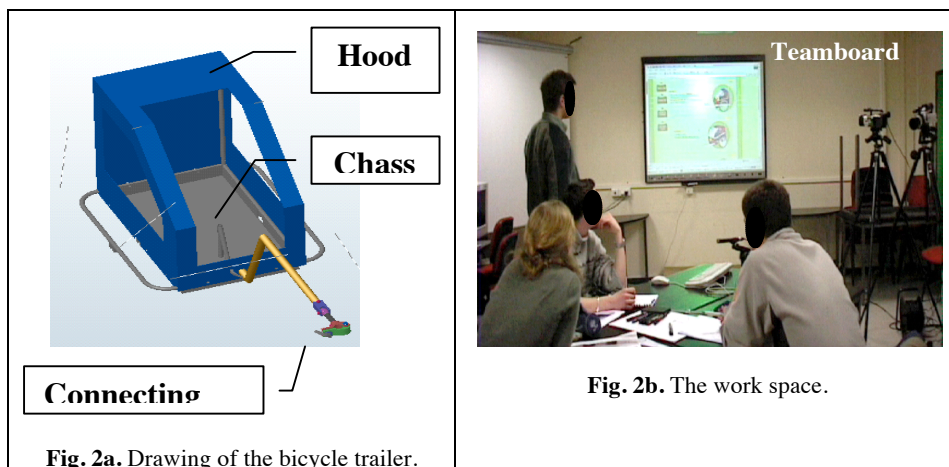 Hood
Chass
Connecting
Fig. 2a. Drawing of the bicycle trailer.
Teamboard
Fig. 2b. The work space.